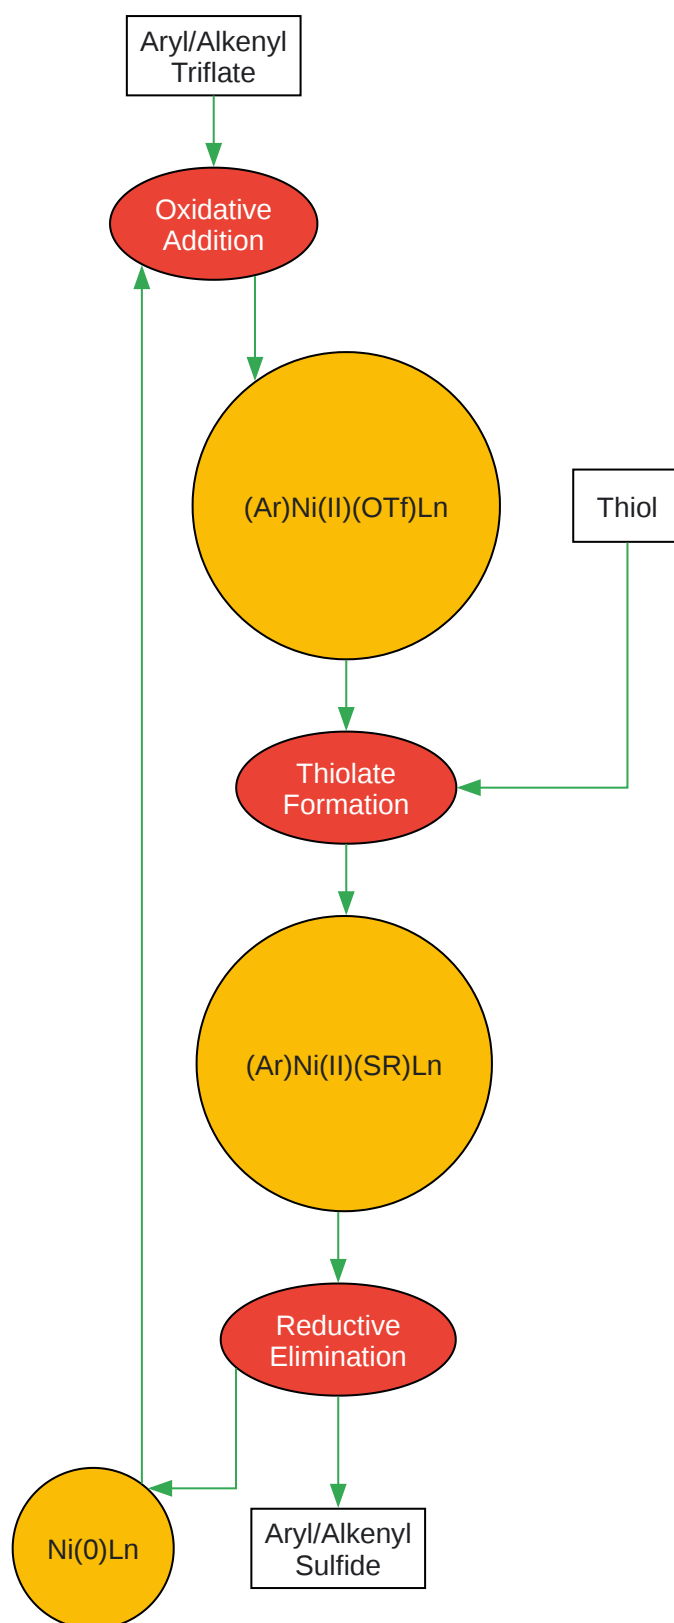 Aryl/Alkenyl
Triflate
Oxidative
Addition
(Ar)Ni(II)(OTf)Ln
Thiol
Thiolate
Formation
(Ar)Ni(II)(SR)Ln
Reductive
Elimination
Ni(0)Ln
Aryl/Alkenyl
Sulfide